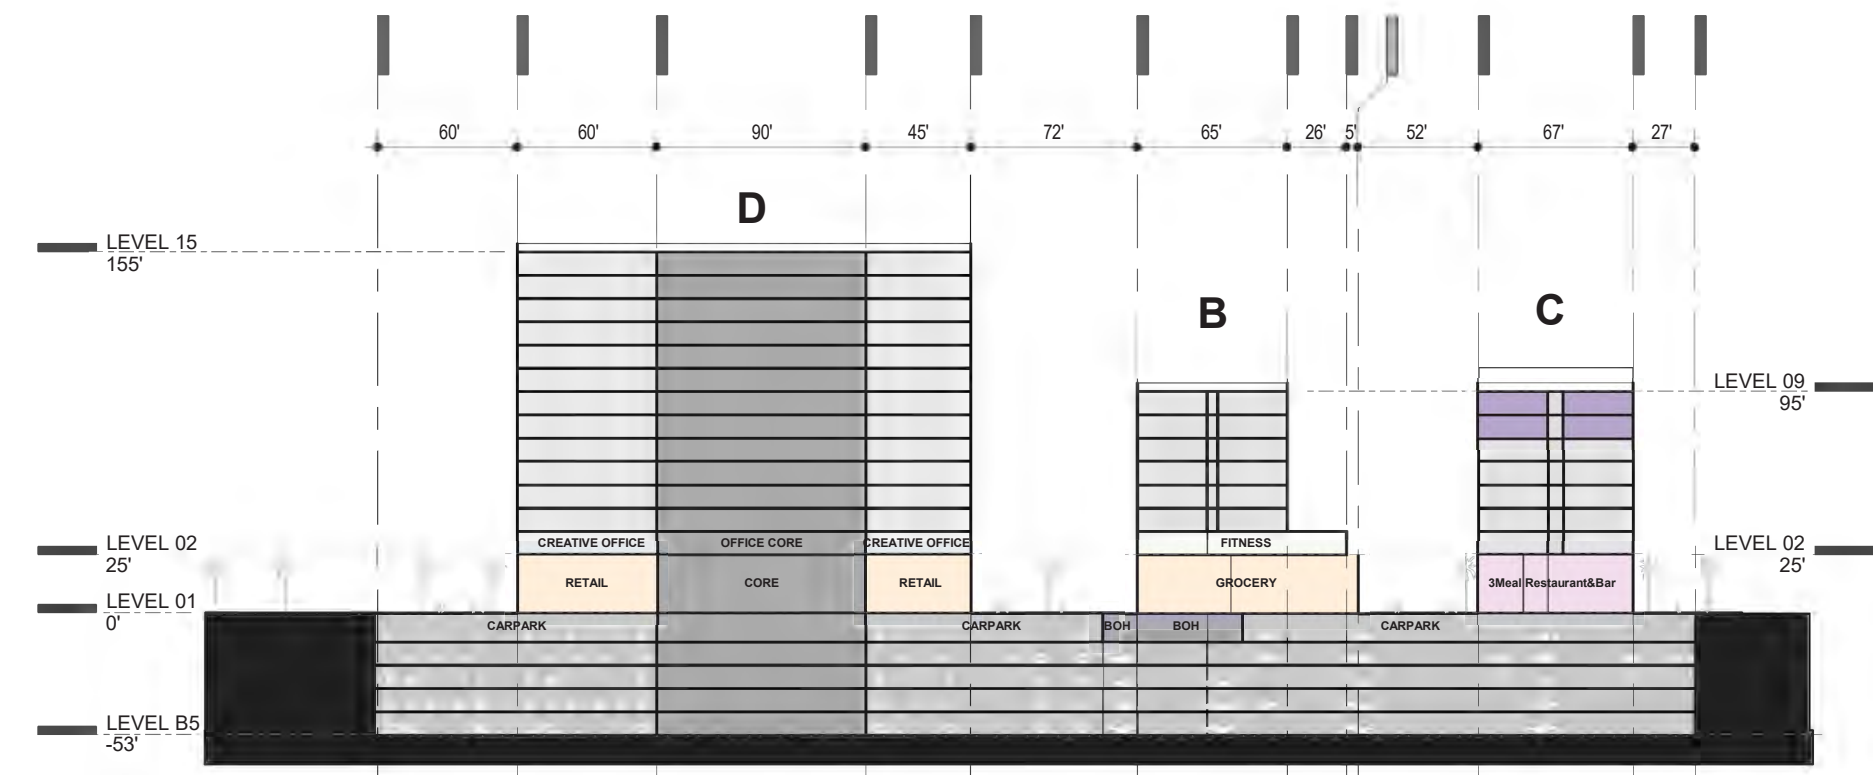 60' 60' 90' 45' 72' 65' 26' 5' 52' 67' 27'
D
LEVEL 15
155'
B
C
LEVEL 09
95'
CREATIVE OFFICE OFFICE CORE CREATIVE OFFICE FITNESS
LEVEL 02
25'
LEVEL 02
25'
RETAIL CORE RETAIL GROCERY 3Meal Restaurant&Bar
LEVEL 01
0'
CARPARK CARPARK BOH BOH CARPARK
LEVEL B5
-53'